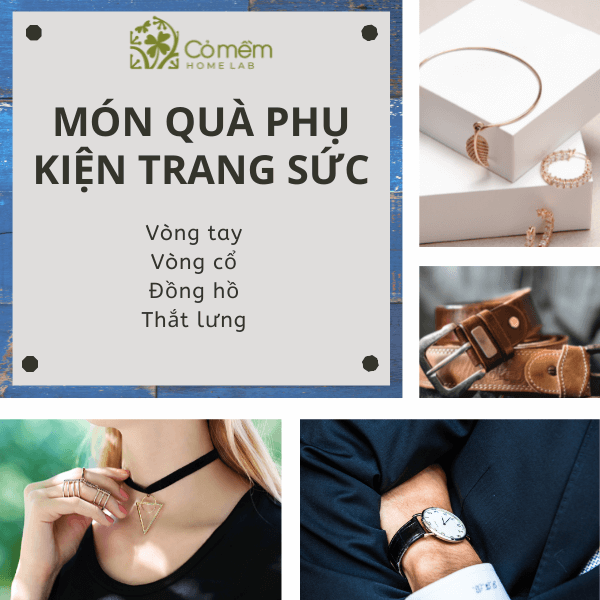 Cỏ mềm
HOME LAB
MÓN QUÀ PHỤ
KIỆN TRANG SỨC
Vòng tay
Vòng cổ
Đồng hồ
Thắt lưng